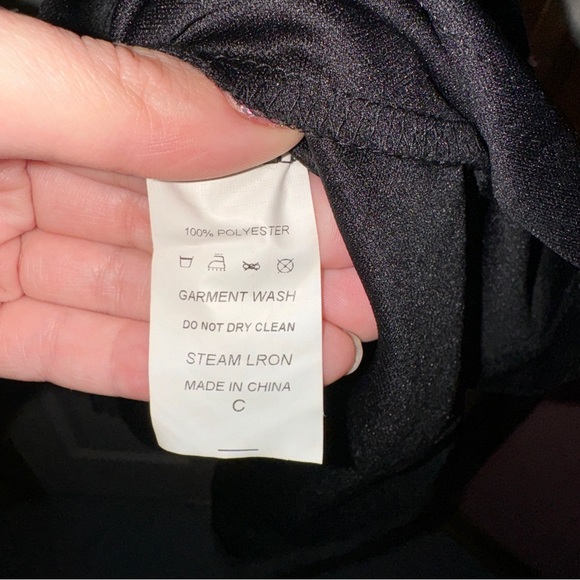 100% POLYESTER
GARMENT WASH
DO NOT DRY CLEAN
STEAM LRON
MADE IN CHINA
C